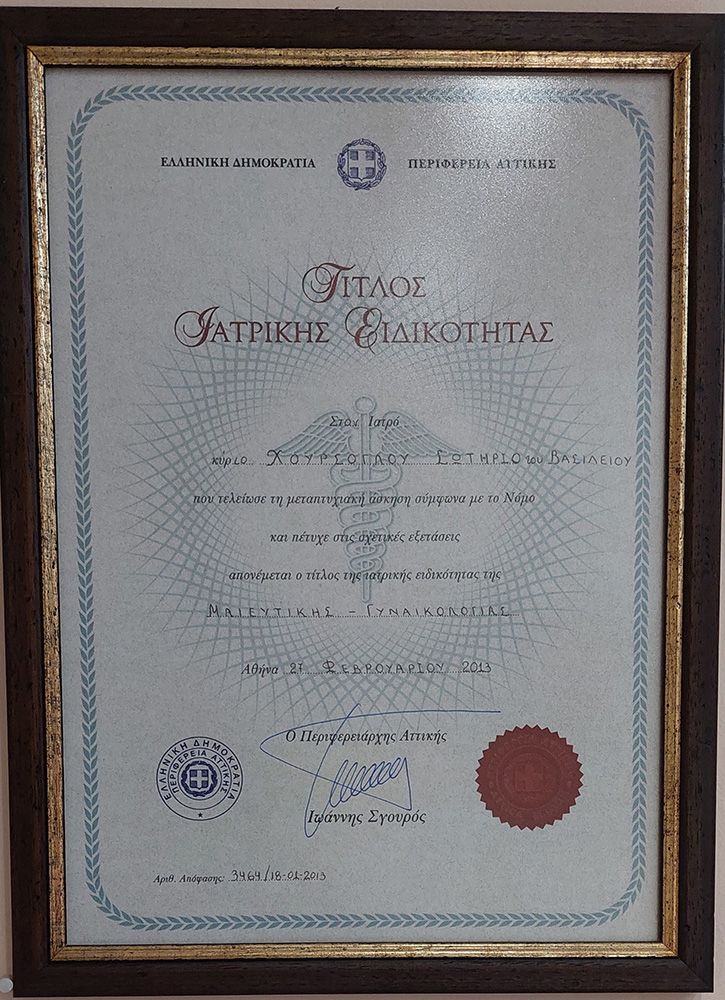 ΕΛΛΗΝΙΚΗ ΔΗΜΟΚΡΑΤΙΑ ΠΕΡΙΦΕΡΕΙΑ ΑΤΤΙΚΗΣ
ΤΙΤΛΟΣ
ΙΑΤΡΙΚΗΣ ΕΙΔΙΚΟΤΗΤΑΣ
Στον Ιατρό
κύριο ΧΟΥΡΣΟΓΛΟΥ ΣΩΤΗΡΙΟ του ΒΑΣΙΛΕΙΟΥ
που τελείωσε τη μεταπτυχιακή άσκηση σύμφωνα με το Νόμο
και πέτυχε στις σχετικές εξετάσεις
απονέμεται ο τίτλος της ιατρικής ειδικότητας της
ΜΑΙΕΥΤΙΚΗΣ - ΓΥΝΑΙΚΟΛΟΓΙΑΣ
Αθήνα 27 ΦΕΒΡΟΥΑΡΙΟΥ 2013
Ο Περιφερειάρχης Αττικής
ΕΛΛΗΝΙΚΗ ΔΗΜΟΚΡΑΤΙΑ
ΠΕΡΙΦΕΡΕΙΑ ΑΤΤΙΚΗΣ
Ιωάννης Σγουρός
Αριθ. Απόφασης: 3464/18-01-2013